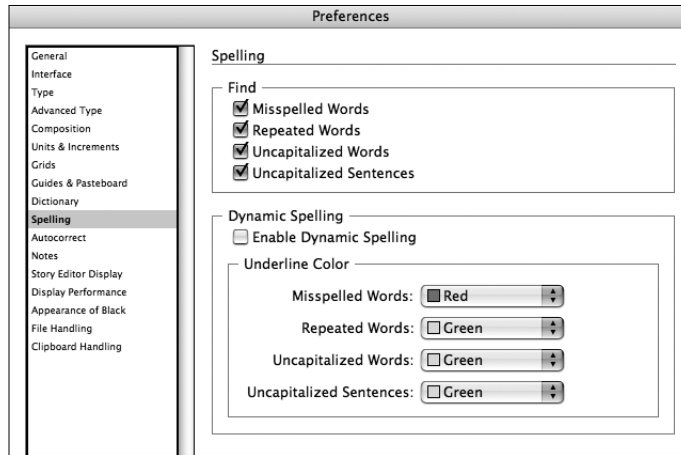 Preferences
General
Interface
Type
Advanced Type
Composition
Units & Increments
Grids
Guides & Pasteboard
Dictionary
Spelling
Autocorrect
Notes
Story Editor Display
Display Performance
Appearance of Black
File Handling
Clipboard Handling
Spelling
Find
Misspelled Words
Repeated Words
Uncapitalized Words
Uncapitalized Sentences
Dynamic Spelling
Enable Dynamic Spelling
Underline Color
Misspelled Words: Red
Repeated Words: Green
Uncapitalized Words: Green
Uncapitalized Sentences: Green